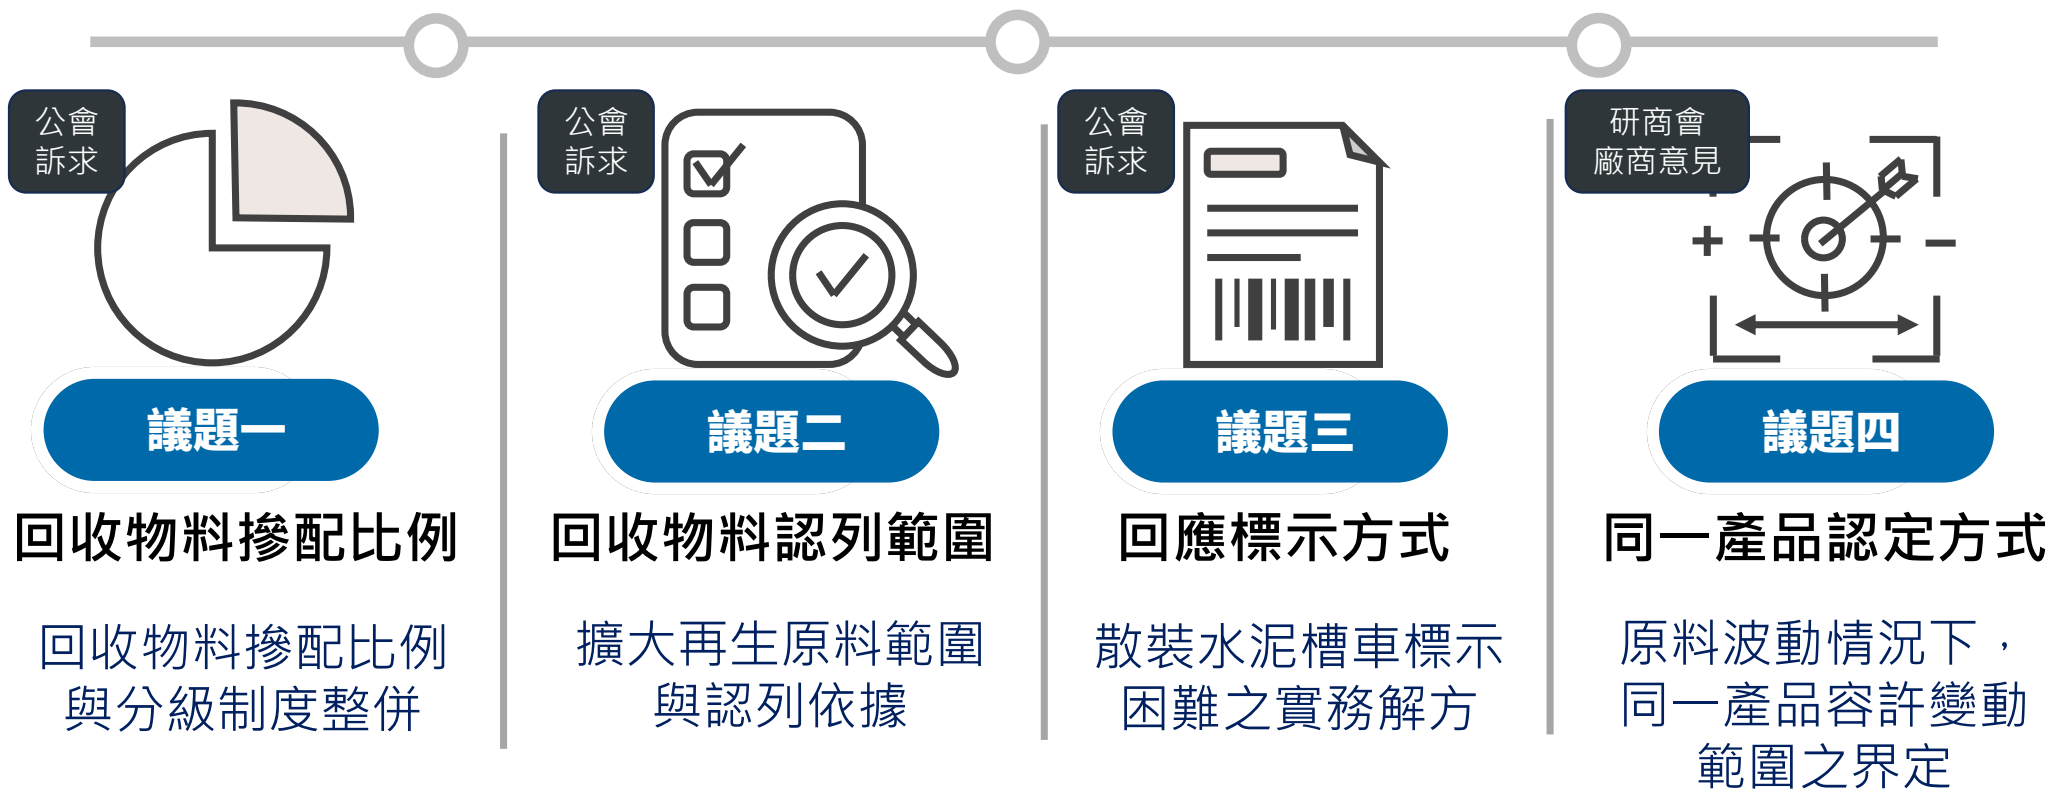 公會
訴求
議題一
回收物料摻配比例
回收物料摻配比例
與分級制度整併
公會
訴求
議題二
回收物料認列範圍
擴大再生原料範圍
與認列依據
公會
訴求
議題三
回應標示方式
散裝水泥槽車標示
困難之實務解方
研商會
廠商意見
議題四
同一產品認定方式
原料波動情況下，
同一產品容許變動
範圍之界定